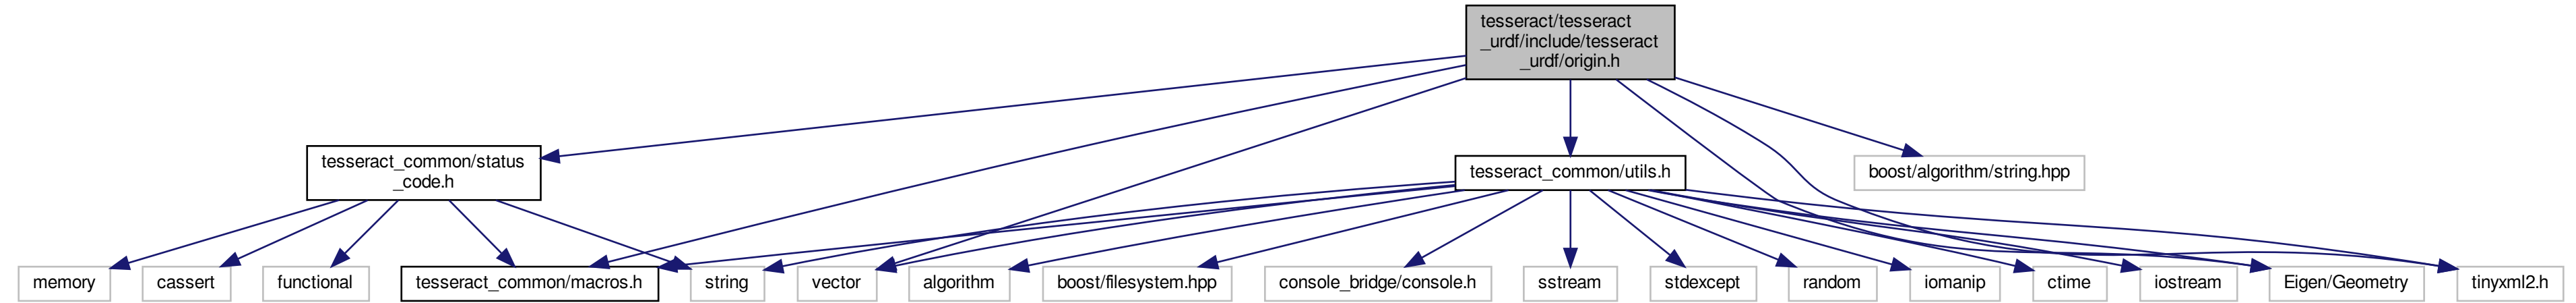 tesseract/tesseract
_urdf/include/tesseract
_urdf/origin.h
tesseract_common/status
_code.h
tesseract_common/utils.h
boost/algorithm/string.hpp
memory
cassert
functional
tesseract_common/macros.h
string
vector
algorithm
boost/filesystem.hpp
console_bridge/console.h
sstream
stdexcept
random
iomanip
ctime
iostream
Eigen/Geometry
tinyxml2.h